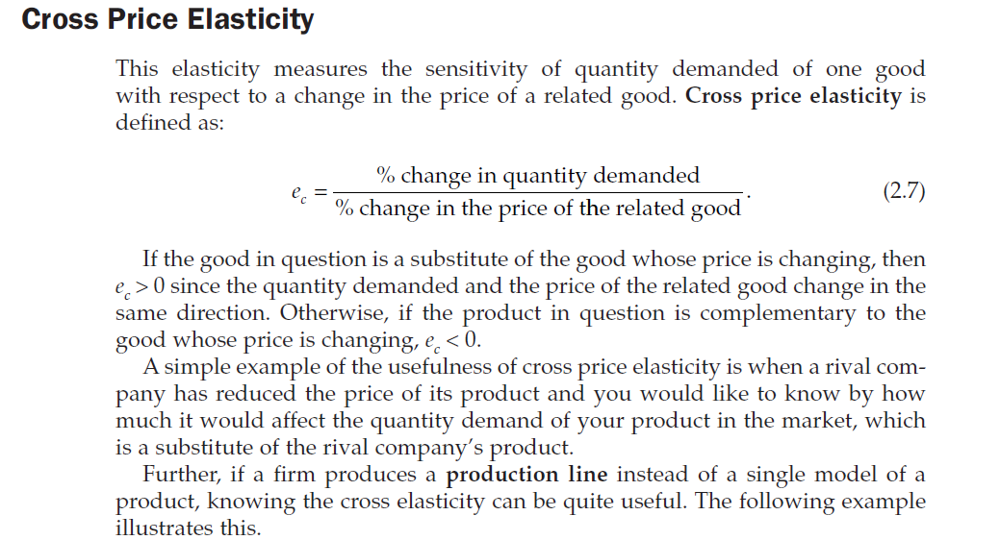 Cross Price Elasticity
This elasticity measures the sensitivity of quantity demanded of one good
with respect to a change in the price of a related good. Cross price elasticity is
defined as:
% change in quantity demanded
e_c = ―――――――――― . (2.7)
% change in the price of the related good
If the good in question is a substitute of the good whose price is changing, then
e_c > 0 since the quantity demanded and the price of the related good change in the
same direction. Otherwise, if the product in question is complementary to the
good whose price is changing, e_c < 0.
A simple example of the usefulness of cross price elasticity is when a rival com-
pany has reduced the price of its product and you would like to know by how
much it would affect the quantity demand of your product in the market, which
is a substitute of the rival company's product.
Further, if a firm produces a production line instead of a single model of a
product, knowing the cross elasticity can be quite useful. The following example
illustrates this.